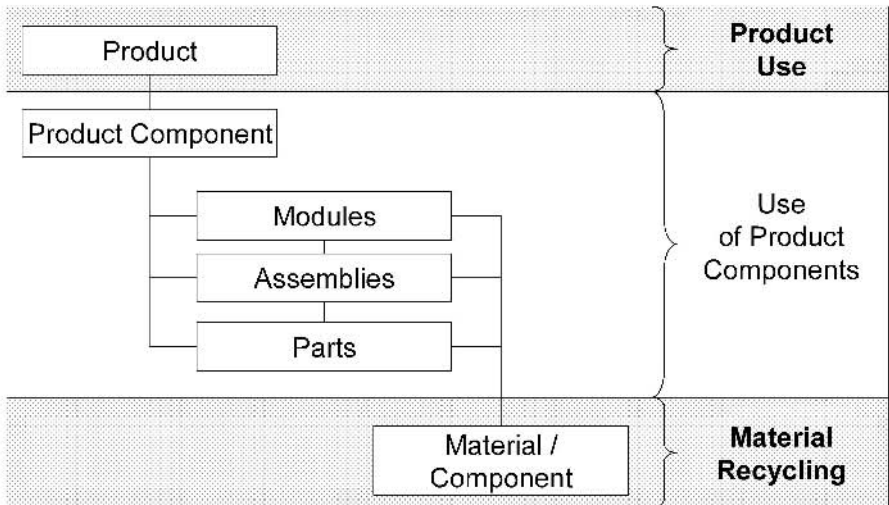 Product
Product
Use
Product Component
Modules
Assemblies
Parts
Use
of Product
Components
Material /
Component
Material
Recycling